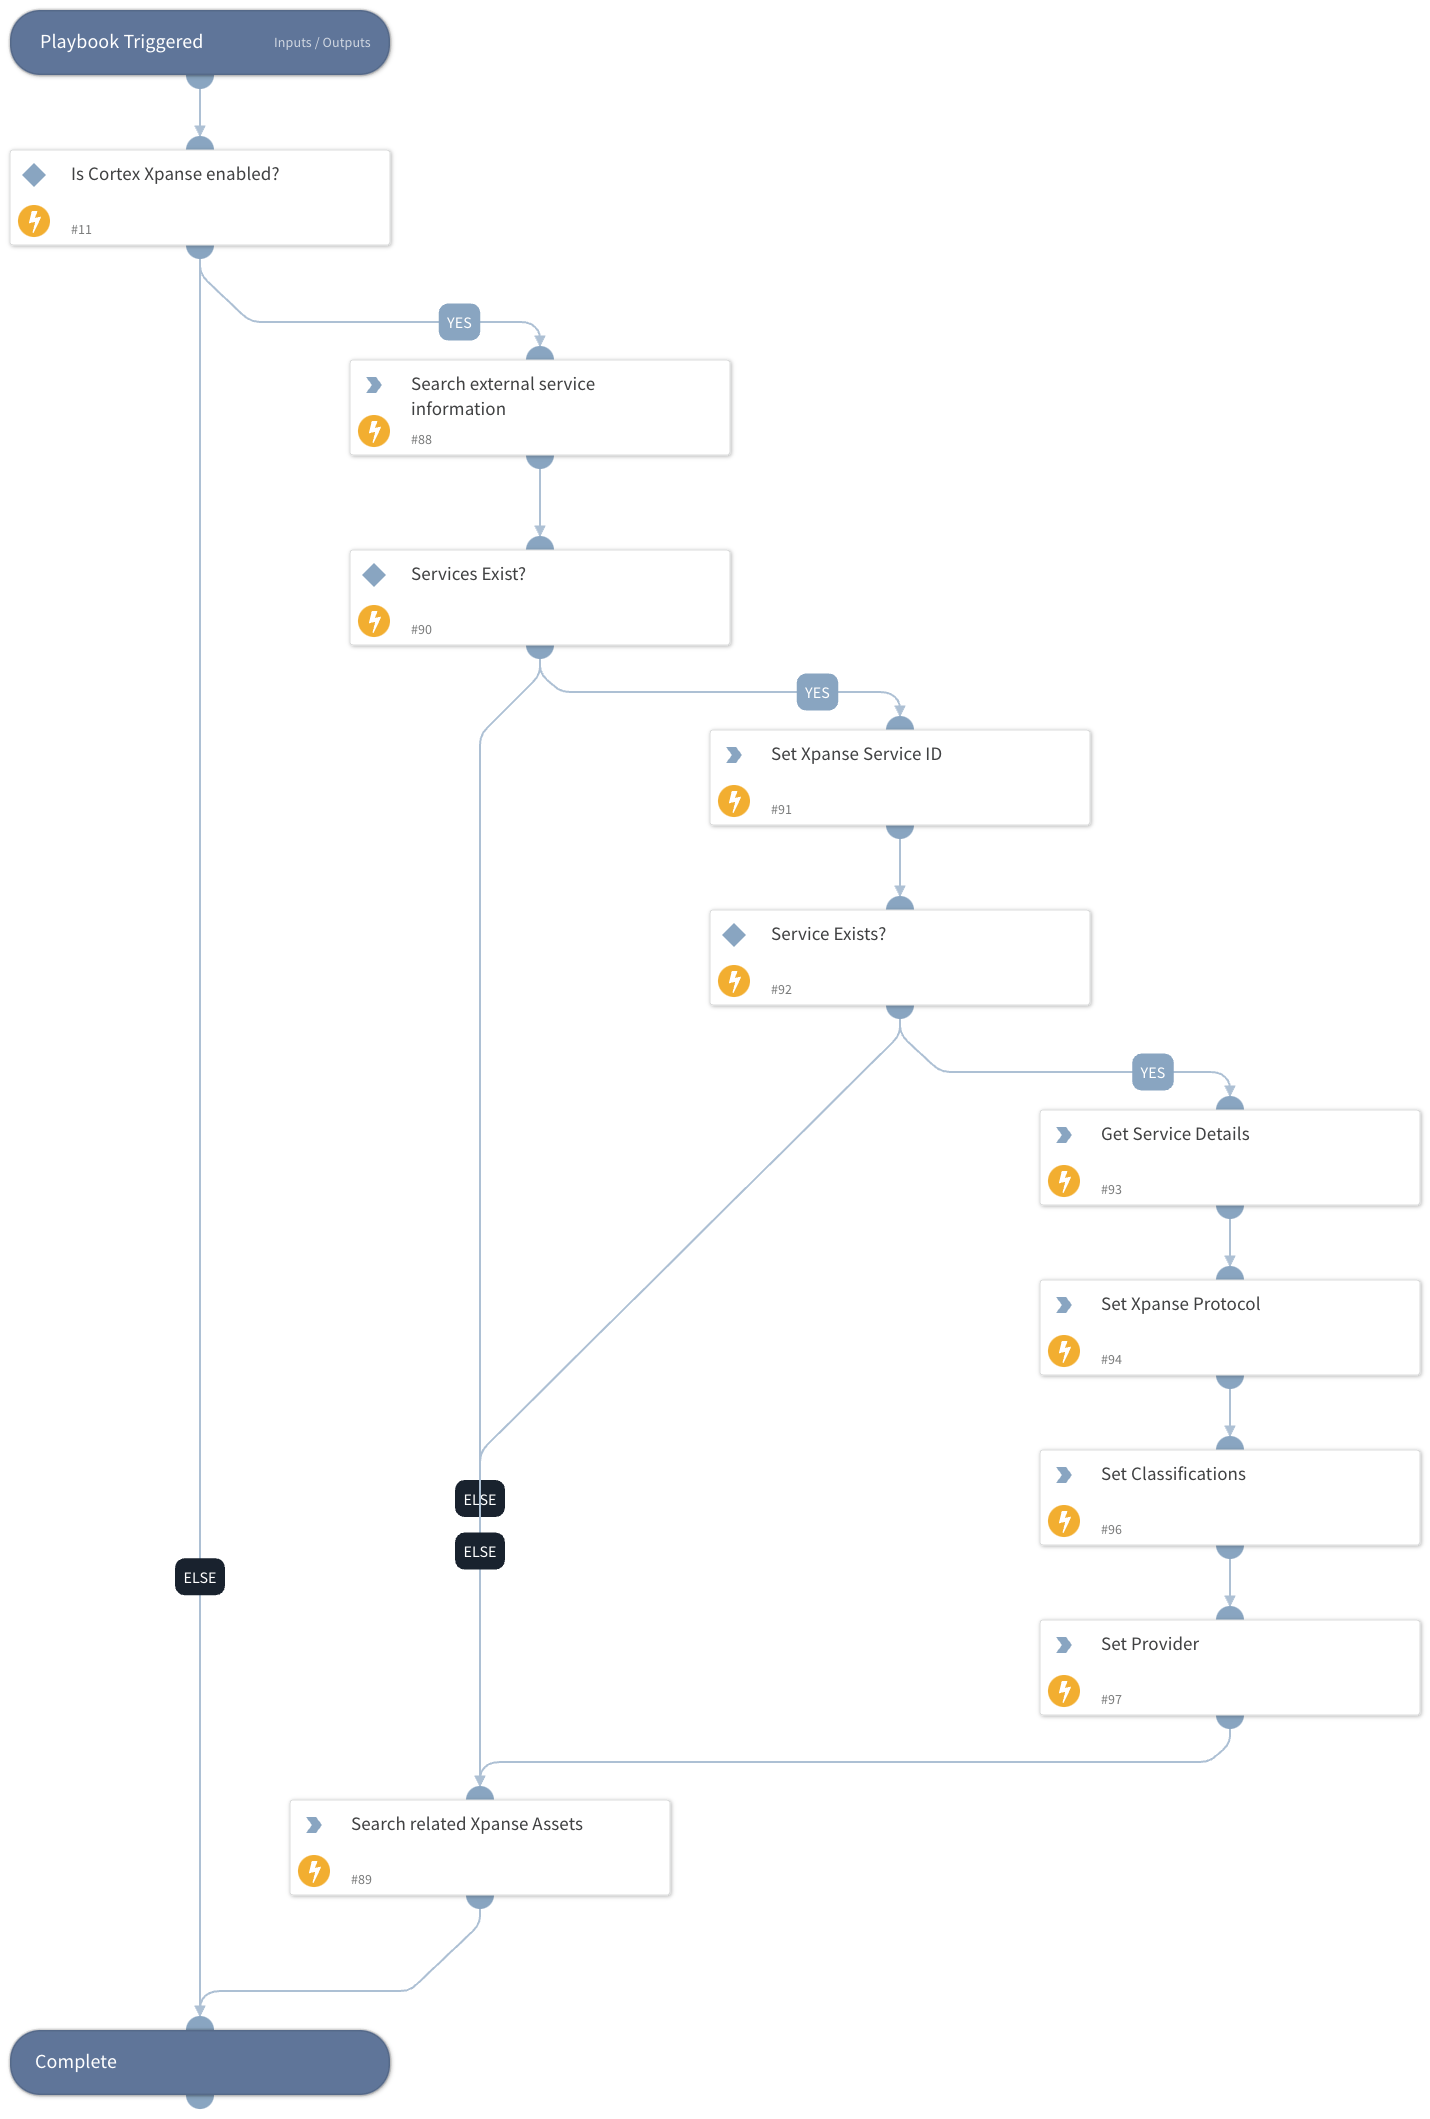 Playbook Triggered
Inputs / Outputs
Is Cortex Xpanse enabled?
#11
YES
Search external service
information
#88
Services Exist?
#90
YES
Set Xpanse Service ID
#91
Service Exists?
#92
YES
Get Service Details
#93
Set Xpanse Protocol
#94
Set Classifications
#96
ELSE
ELSE
ELSE
Set Provider
#97
Search related Xpanse Assets
#89
Complete